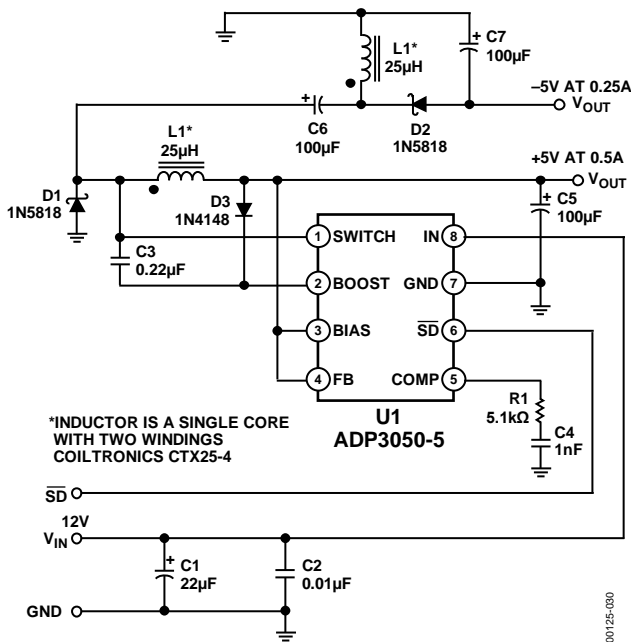 + C7
100µF
L1*
25µH
–5V AT 0.25A
VOUT
+
C6
100µF
D2
1N5818
L1*
25µH
+5V AT 0.5A
VOUT
D1
1N5818
D3
1N4148
+ C5
100µF
C3
0.22µF
1 SWITCH IN 8
2 BOOST GND 7
3 BIAS SD 6
4 FB COMP 5
U1
ADP3050-5
R1
5.1kΩ
C4
1nF
*INDUCTOR IS A SINGLE CORE
WITH TWO WINDINGS
COILTRONICS CTX25-4
SD
12V
VIN
+ C1
22µF
C2
0.01µF
GND
00125-030